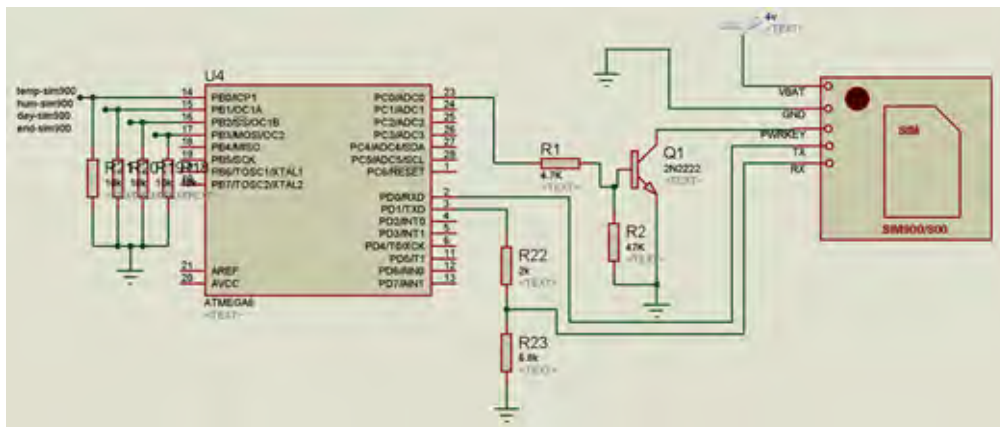 4v
<TEXT>
U4
temp-sim900
hum-sim900
day-sim900
end-sim900
14
15
16
17
18
19
PB0/ICP1
PB1/OC1A
PB2/SS/OC1B
PB3/MOSI/OC2
PB4/MISO
PB5/SCK
PB6/TOSC1/XTAL1
PB7/TOSC2/XTAL2
21
20
AREF
AVCC
PC0/ADC0
PC1/ADC1
PC2/ADC2
PC3/ADC3
PC4/ADC4/SDA
PC5/ADC5/SCL
PC6/RESET
23
24
25
26
27
28
1
PD0/RXD
PD1/TXD
PD2/INT0
PD3/INT1
PD4/T0/XCK
PD5/T1
PD6/AIN0
PD7/AIN1
2
3
4
5
6
11
12
13
10k
10k
ATMEGA8
<TEXT>
R1
4.7K
<TEXT>
Q1
2N2222
<TEXT>
R2
47K
<TEXT>
R22
2k
<TEXT>
R23
<TEXT>
VBAT
GND
PWRKEY
TX
RX
SIM
SIM900/800